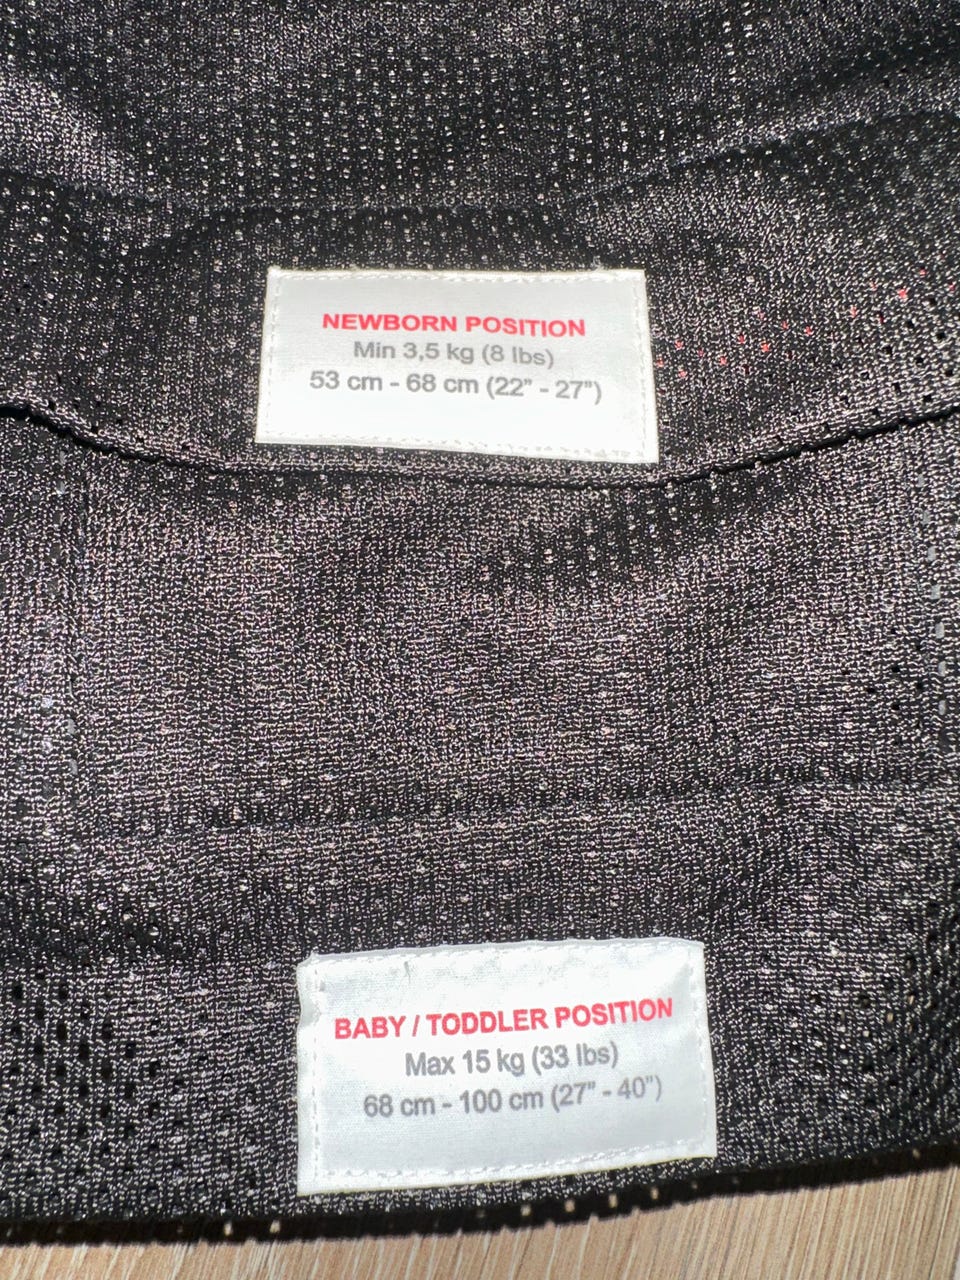 NEWBORN POSITION
Min 3,5 kg (8 lbs)
53 cm - 68 cm (22” - 27”)
BABY / TODDLER POSITION
Max 15 kg (33 lbs)
68 cm - 100 cm (27” - 40”)